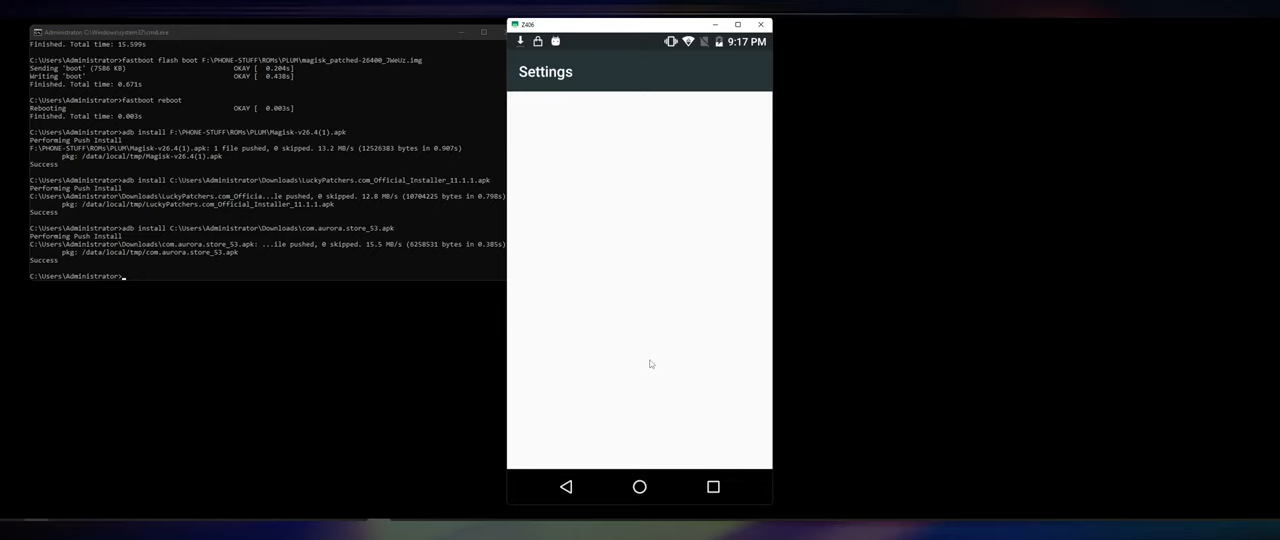 Administrator: C:\Windows\system32\cmd.exe
Finished. Total time: 15.599s
C:\Users\Administrator>fastboot flash boot F:\PHONE-STUFF\ROMs\PLUM\magisk_patched-26400_JWeUz.img
Sending 'boot' (7586 KB) OKAY [ 0.204s]
Writing 'boot' OKAY [ 0.438s]
Finished. Total time: 0.671s
C:\Users\Administrator>fastboot reboot
Rebooting OKAY [ 0.003s]
Finished. Total time: 0.003s
C:\Users\Administrator>adb install F:\PHONE-STUFF\ROMs\PLUM\Magisk-v26.4(1).apk
Performing Push Install
F:\PHONE-STUFF\ROMs\PLUM\Magisk-v26.4(1).apk: 1 file pushed, 0 skipped. 13.2 MB/s (12526383 bytes in 0.907s)
pkg: /data/local/tmp/Magisk-v26.4(1).apk
Success
C:\Users\Administrator>adb install C:\Users\Administrator\Downloads\LuckyPatchers.com_Official_Installer_11.1.1.apk
Performing Push Install
C:\Users\Administrator\Downloads\LuckyPatchers.com_Officia...le pushed, 0 skipped. 12.8 MB/s (10704225 bytes in 0.798s)
pkg: /data/local/tmp/LuckyPatchers.com_Official_Installer_11.1.1.apk
Success
C:\Users\Administrator>adb install C:\Users\Administrator\Downloads\com.aurora.store_53.apk
Performing Push Install
C:\Users\Administrator\Downloads\com.aurora.store_53.apk: ...ile pushed, 0 skipped. 15.5 MB/s (6258531 bytes in 0.385s)
pkg: /data/local/tmp/com.aurora.store_53.apk
Success
C:\Users\Administrator>
Z406
9:17 PM
Settings